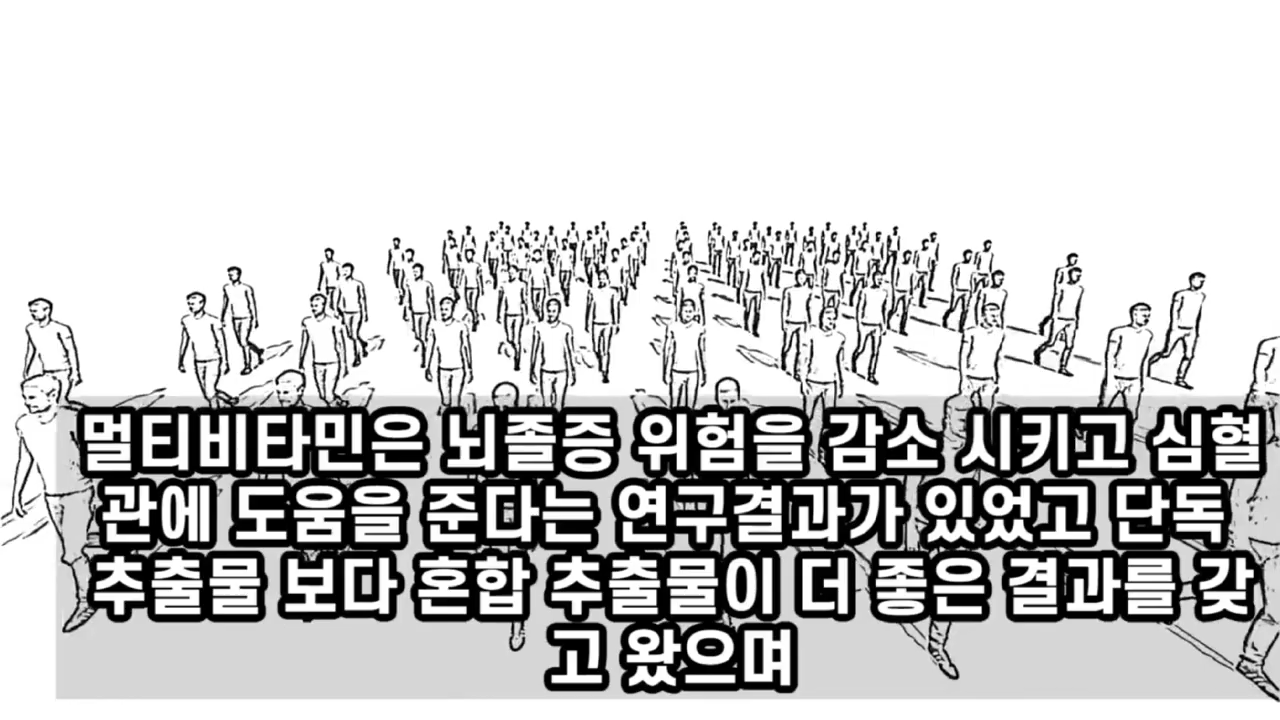 멀티비타민은 뇌졸증 위험을 감소 시키고 심혈
관에 도움을 준다는 연구결과가 있었고 단독
추출물 보다 혼합 추출물이 더 좋은 결과를 갖
고 왔으며